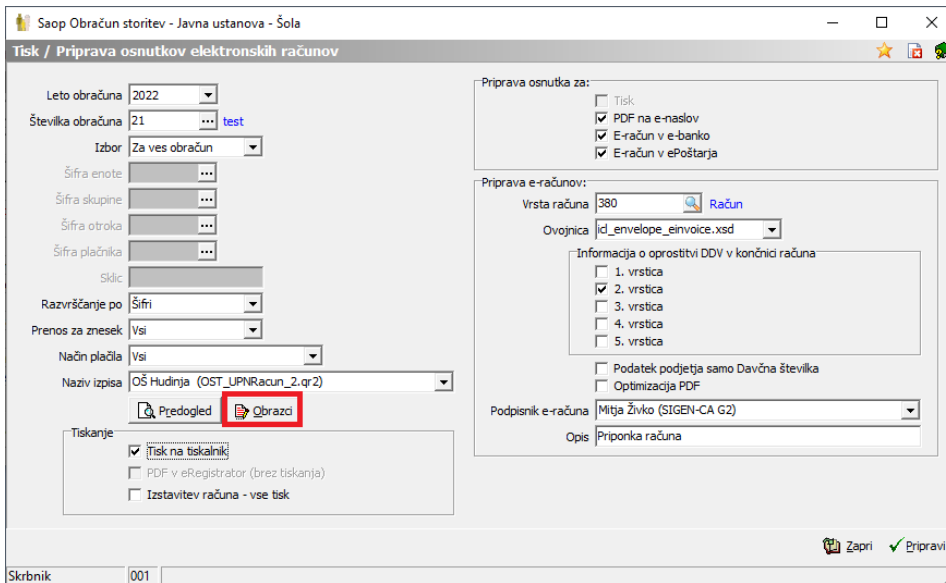 Saop Obračun storitev - Javna ustanova - Šola
Tisk / Priprava osnutkov elektronskih računov
Leto obračuna 2022
Številka obračuna 21 ... test
Izbor Za ves obračun
Šifra enote ...
Šifra skupine ...
Šifra otroka ...
Šifra plačnika ...
Sklic
Razvrščanje po Šifri
Prenos za znesek Vsi
Način plačila Vsi
Naziv izpisa OŠ Hudinja (OST_UPNRacun_2.qr2)
Predogled Obrazci
Tiskanje
Tisk na tiskalnik
PDF v eRegistrator (brez tiskanja)
Izstavitev računa - vse tisk
Priprava osnutka za:
Tisk
PDF na e-naslov
E-račun v e-banko
E-račun v ePoštarja
Priprava e-računov:
Vrsta računa 380 Račun
Ovojnica icl_envelope_einvoice.xsd
Informacija o oprostitvi DDV v končnici računa
1. vrstica
2. vrstica
3. vrstica
4. vrstica
5. vrstica
Podatek podjetja samo Davčna številka
Optimizacija PDF
Podpisnik e-računa Mitja Živko (SIGEN-CA G2)
Opis Priponka računa
Zapri Pripravi
Skrbnik 001